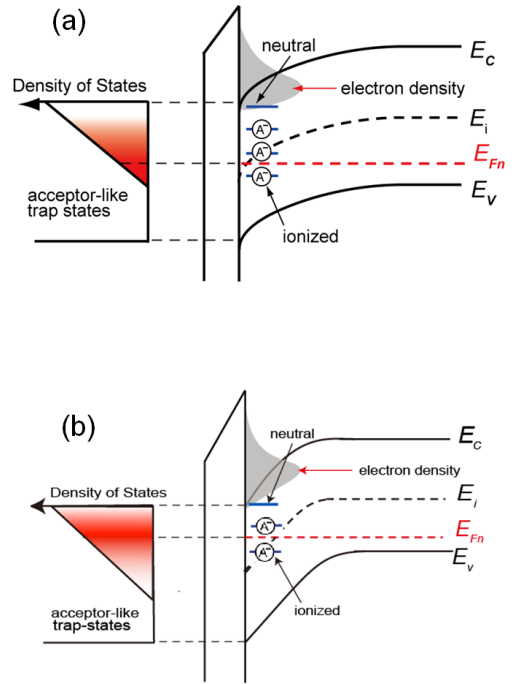 (a)
neutral
E_C
Density of States
electron density
E_i
A⁻
A⁻
E_Fn
A⁻
acceptor-like
trap states
E_V
ionized
(b)
neutral
E_C
electron density
Density of States
E_i
A⁻
E_Fn
A⁻
E_v
acceptor-like
trap-states
ionized